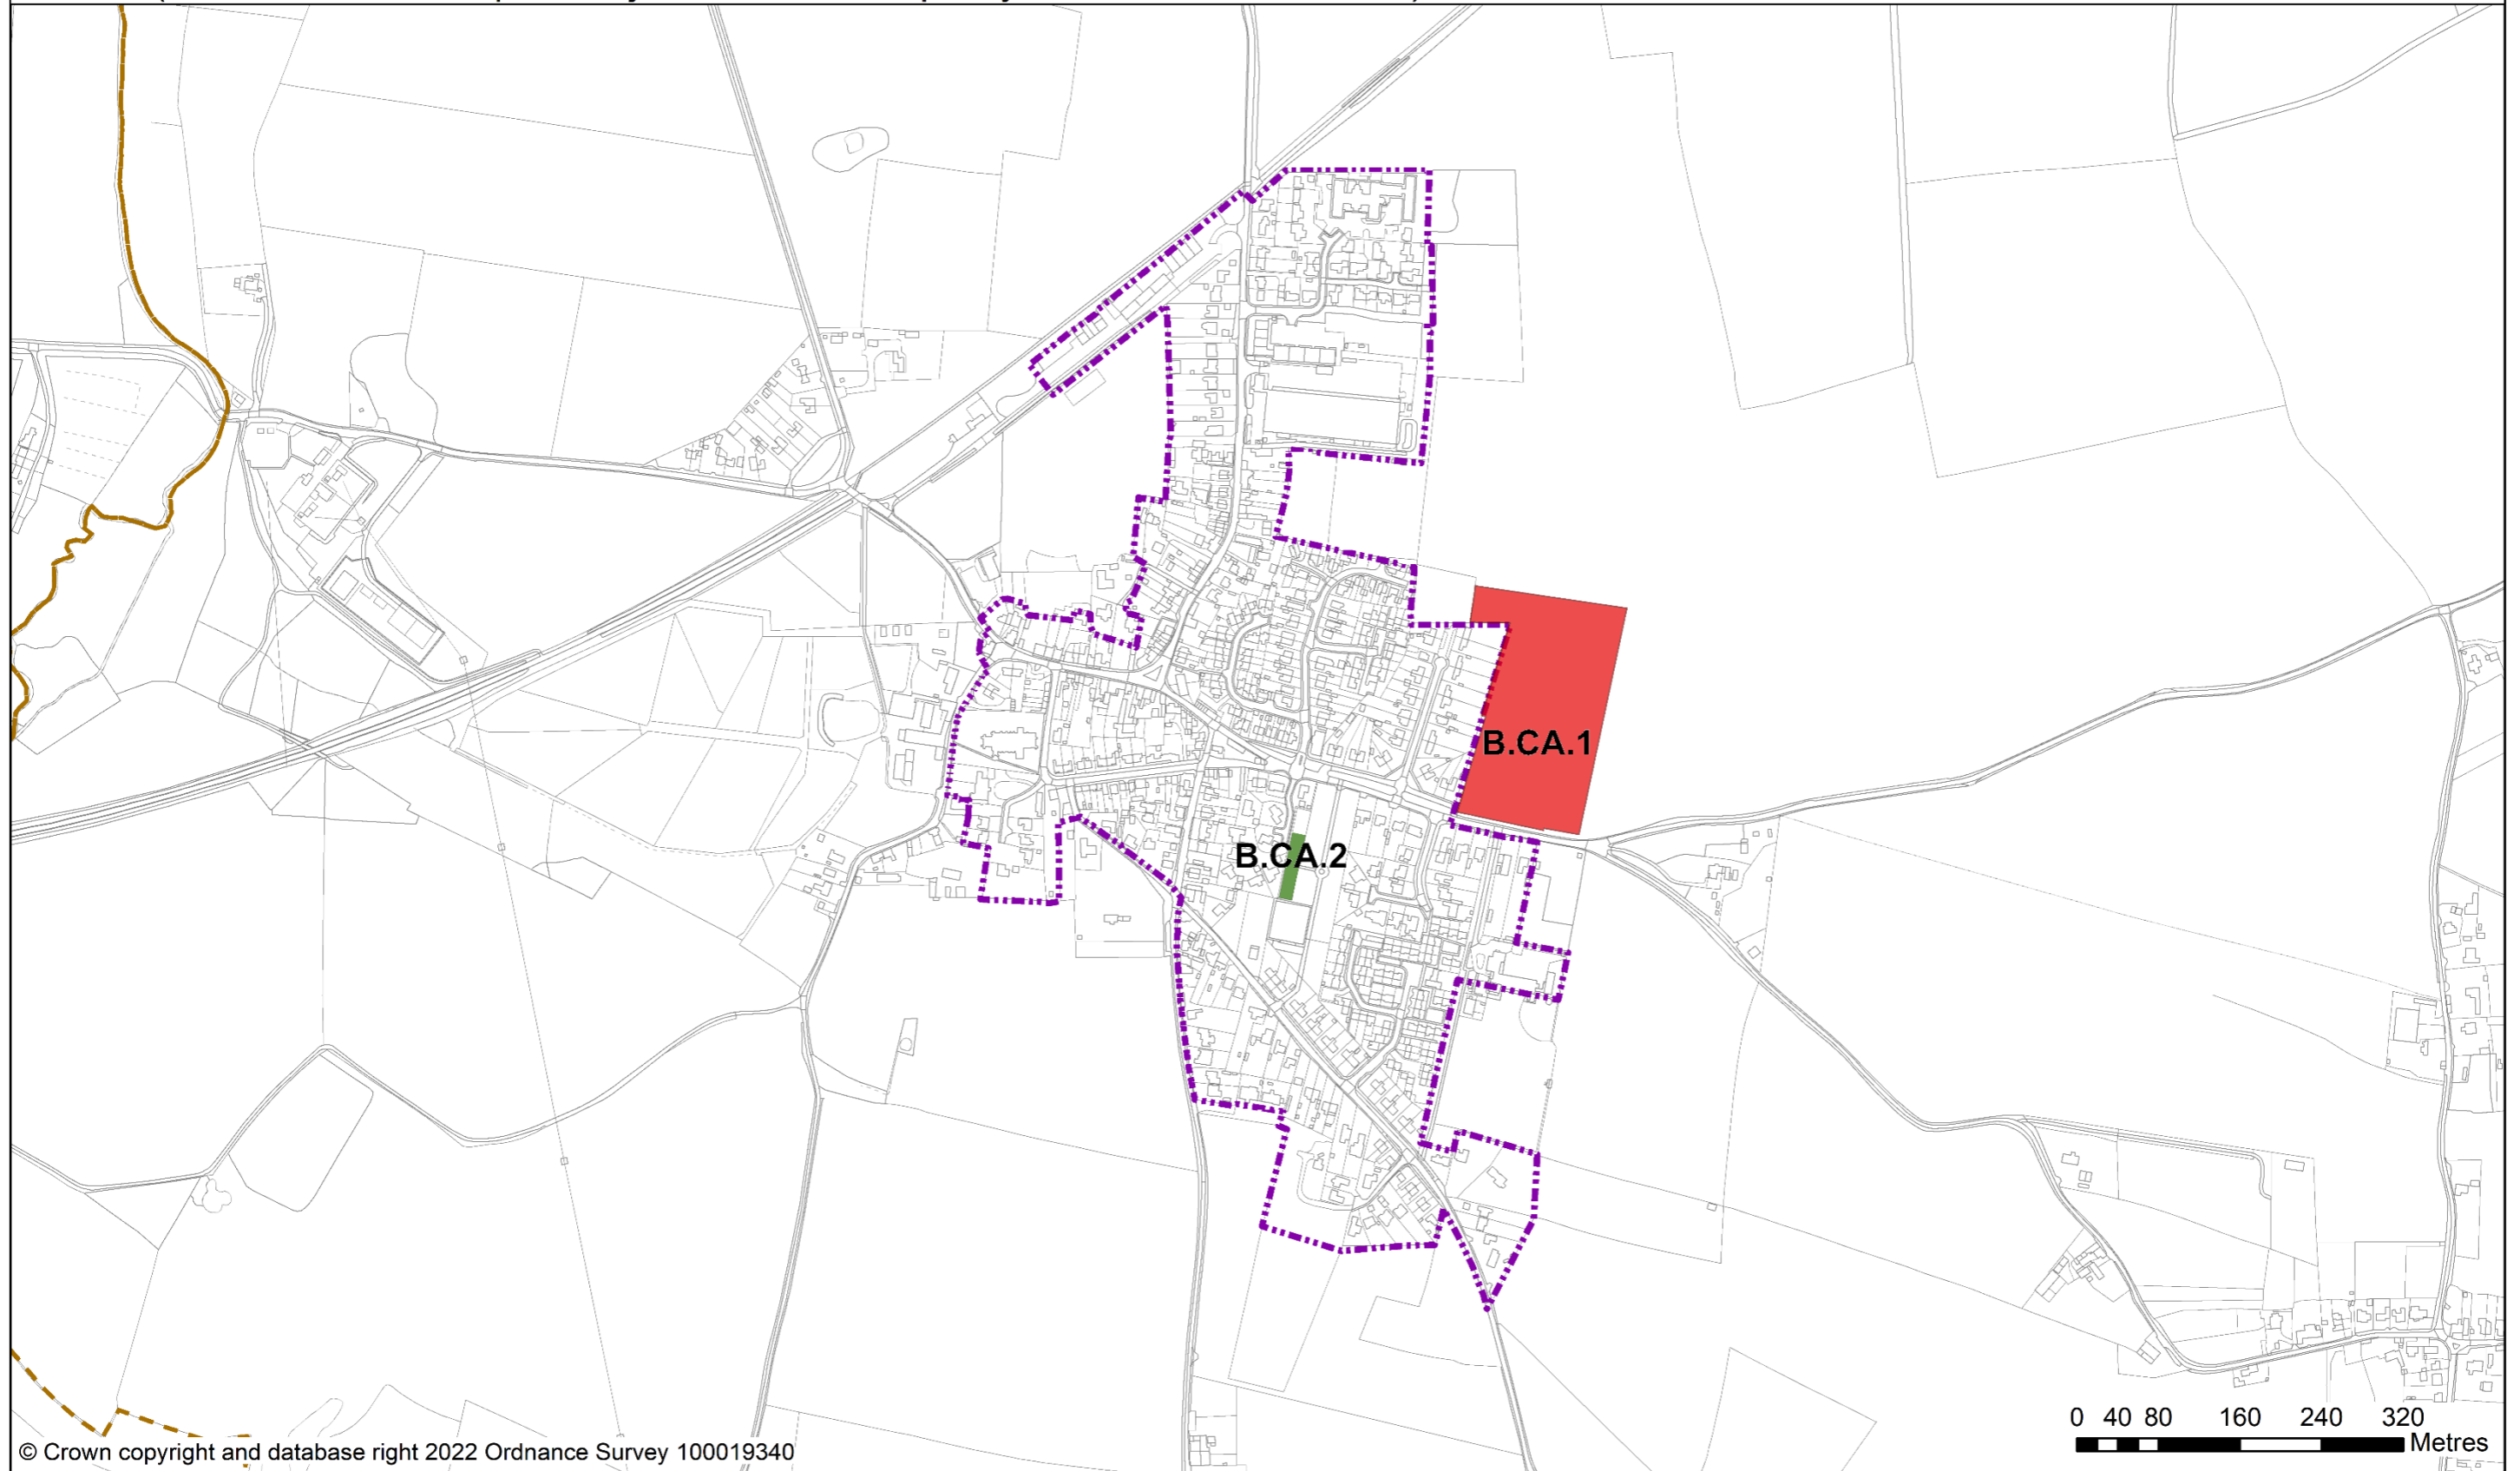 B.CA.1
B.CA.2
0 40 80 160 240 320
Metres
© Crown copyright and database right 2022 Ordnance Survey 100019340